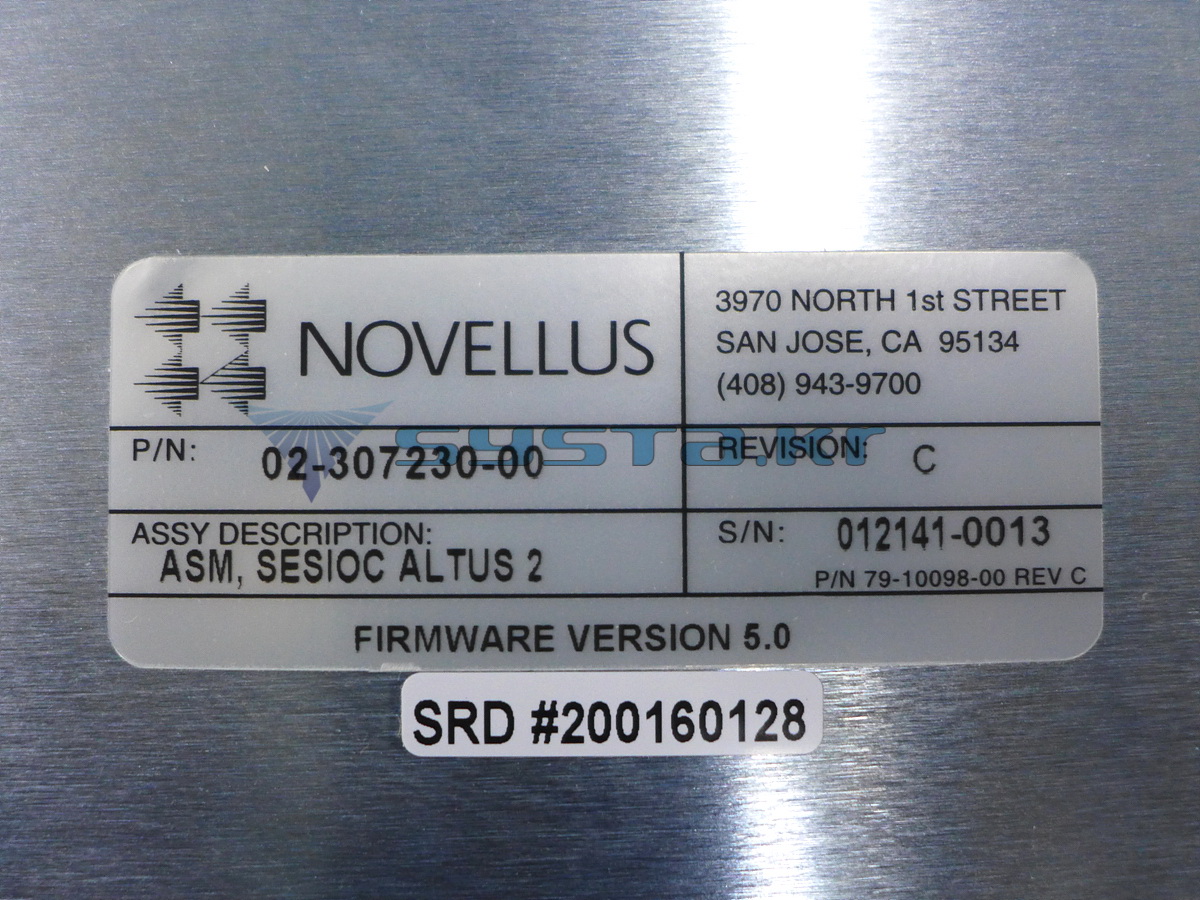 NOVELLUS
3970 NORTH 1st STREET
SAN JOSE, CA 95134
(408) 943-9700
P/N: 02-307230-00
REVISION: C
systa.kr
ASSY DESCRIPTION:
ASM, SESIOC ALTUS 2
S/N: 012141-0013
P/N 79-10098-00 REV C
FIRMWARE VERSION 5.0
SRD #200160128